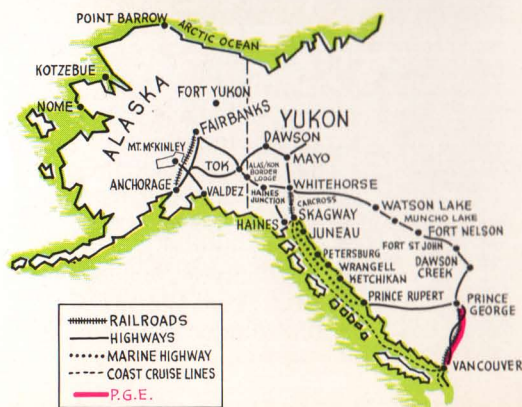 POINT BARROW
ARCTIC OCEAN
KOTZEBUE
FORT YUKON
NOME
ALASKA
FAIRBANKS
YUKON
DAWSON
MT. McKINLEY
MAYO
TOK
ALAS/KON
BORDER
LODGE
ANCHORAGE
VALDEZ
HAINES
JUNCTION
WHITEHORSE
CARCROSS
WATSON LAKE
MUNCHO LAKE
SKAGWAY
HAINES
FORT NELSON
JUNEAU
FORT ST JOHN
PETERSBURG
DAWSON
CREEK
WRANGELL
KETCHIKAN
PRINCE RUPERT
PRINCE
GEORGE
VANCOUVER
RAILROADS
HIGHWAYS
MARINE HIGHWAY
COAST CRUISE LINES
P.G.E.